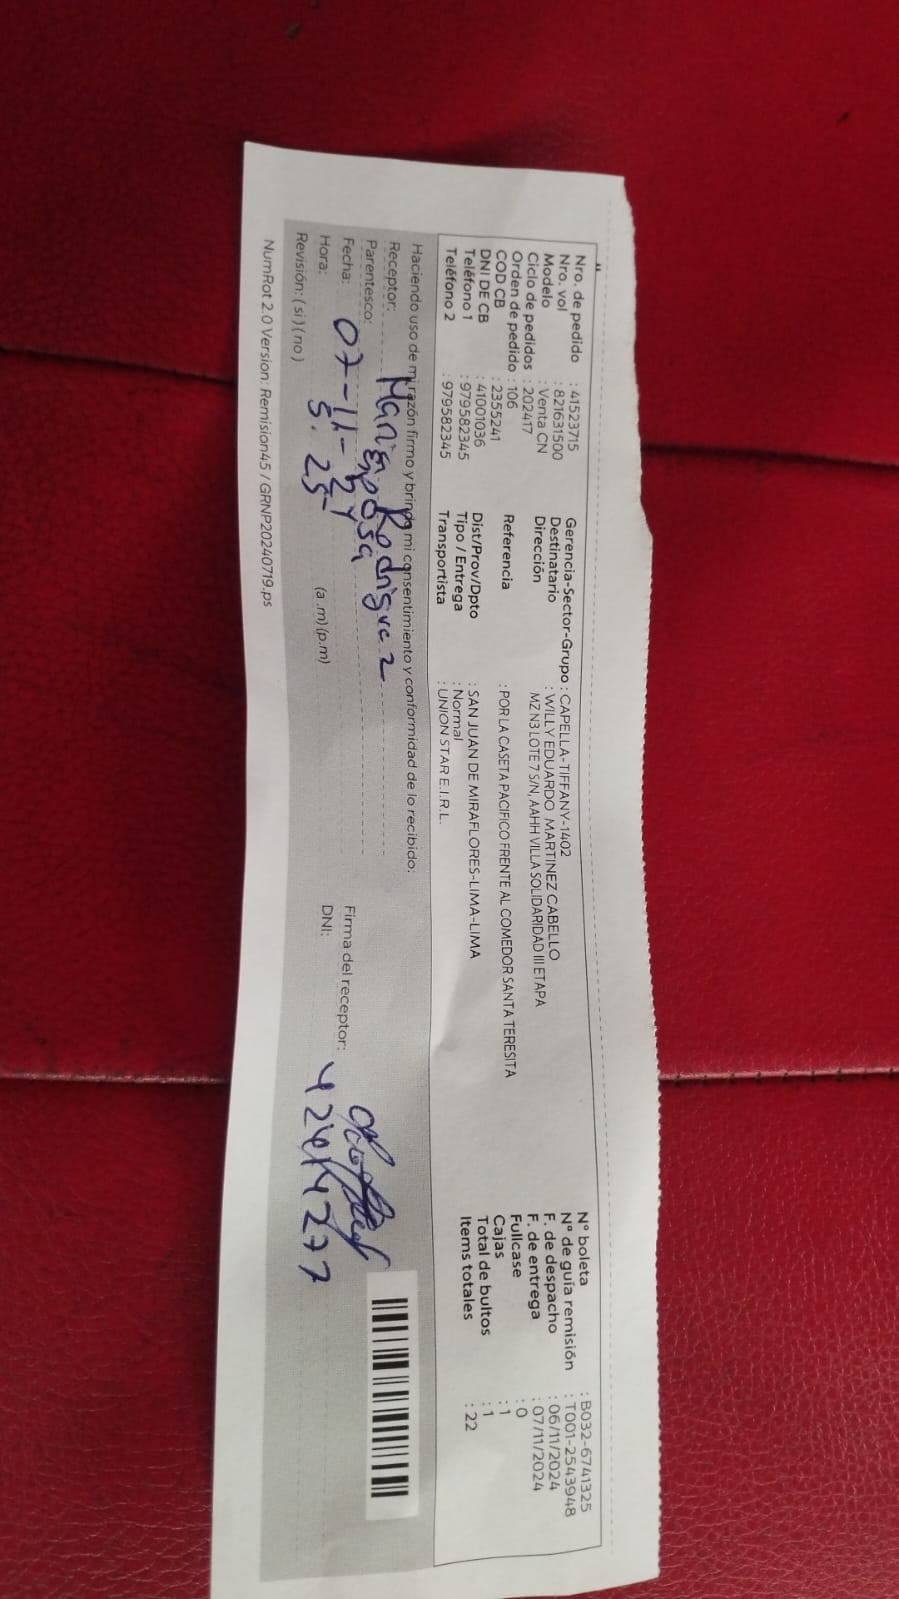 Nro. de pedido : 41523715
Nro. vol : 821631500
Modelo : Venta CN
Ciclo de pedidos : 202417
Orden de pedido : 106
COD CB : 2355241
DNI DE CB : 41001036
Teléfono 1 : 979582345
Teléfono 2 : 979582345
Gerencia-Sector-Grupo : CAPELLA-TIFFANY-1402
Destinatario : WILLY EDUARDO MARTINEZ CABELLO
Dirección MZ N3 LOTE 7 S/N, AAHH VILLA SOLIDARIDAD III ETAPA
Referencia : POR LA CASETA PACIFICO FRENTE AL COMEDOR SANTA TERESITA
Dist/Prov/Dpto : SAN JUAN DE MIRAFLORES-LIMA-LIMA
Tipo / Entrega : Normal
Transportista : UNION STAR E.I.R.L.
N° boleta : B032-6741325
N° de guía remisión : T001-2543948
F. de despacho : 06/11/2024
F. de entrega : 07/11/2024
Fullcase : 0
Cajas : 1
Total de bultos : 1
Items totales : 22
Haciendo uso de mi razón firmo y brindo mi consentimiento y conformidad de lo recibido:
Receptor: Maria Rodriguez
Parentesco: Esposa
Fecha: 07-11-24
Hora: 5:25 (a.m) (p.m)
Revisión: (si) (no)
Firma del receptor:
DNI:
NumRot 2.0 Version: Remision45 / GRNP20240719.ps